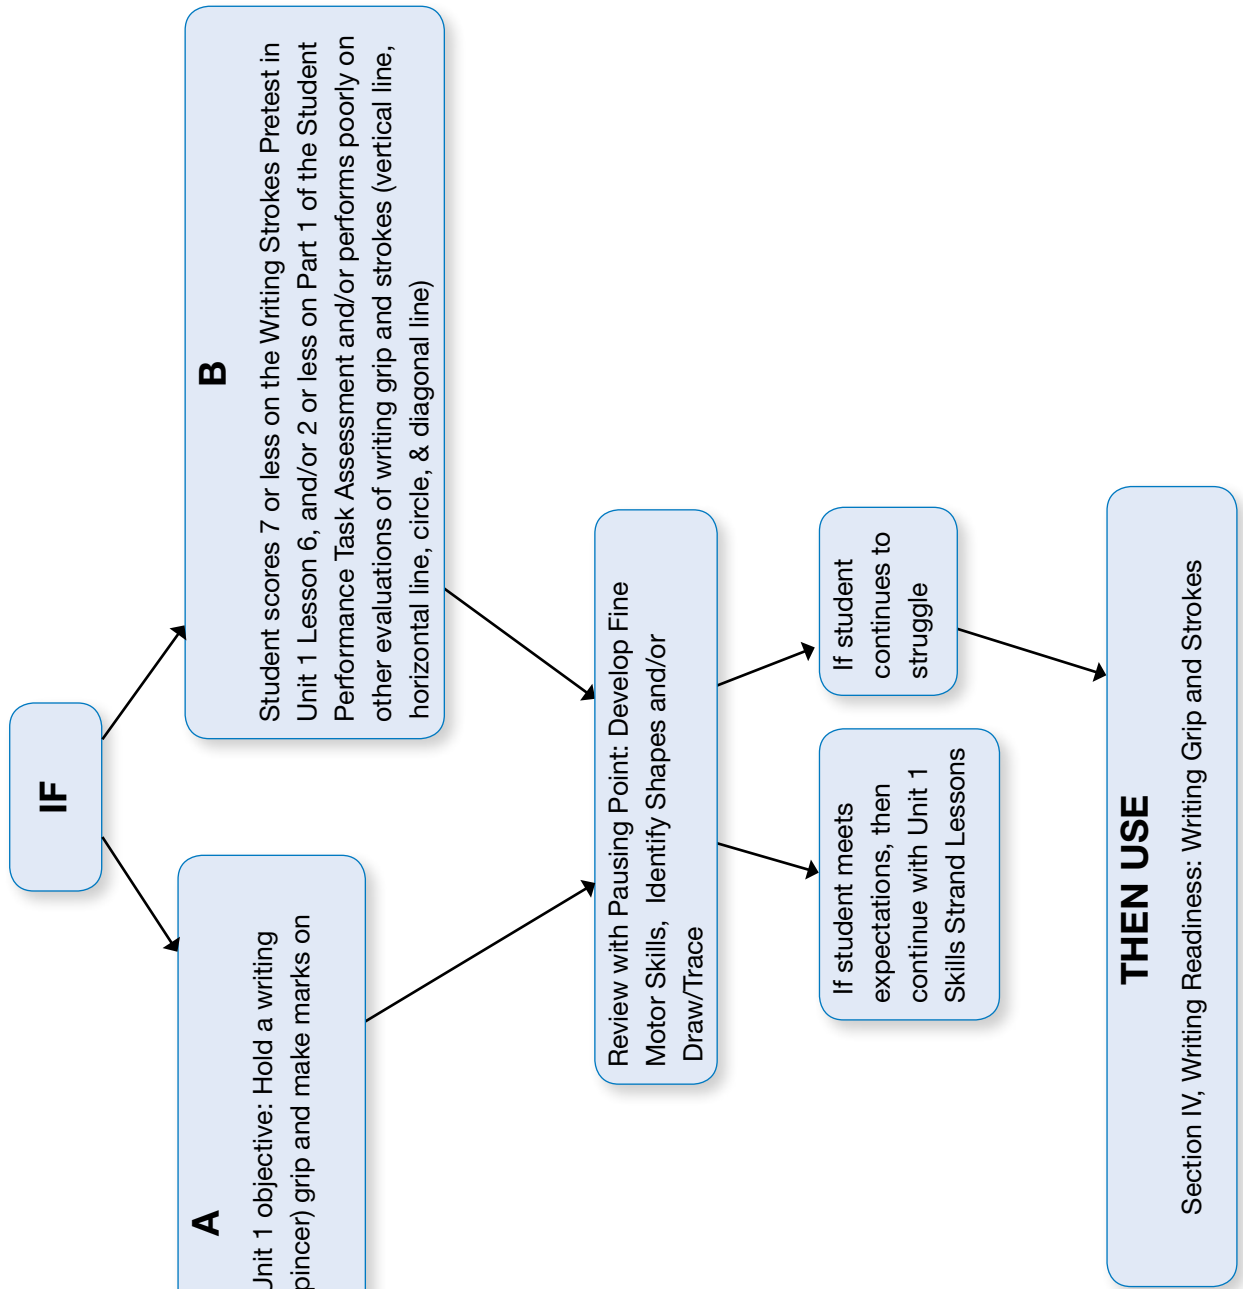 IF
A
Unit 1 objective: Hold a writing
pincer) grip and make marks on
B
Student scores 7 or less on the Writing Strokes Pretest in
Unit 1 Lesson 6, and/or 2 or less on Part 1 of the Student
Performance Task Assessment and/or performs poorly on
other evaluations of writing grip and strokes (vertical line,
horizontal line, circle, & diagonal line)
Review with Pausing Point: Develop Fine
Motor Skills, Identify Shapes and/or
Draw/Trace
If student meets
expectations, then
continue with Unit 1
Skills Strand Lessons
If student
continues to
struggle
THEN USE
Section IV, Writing Readiness: Writing Grip and Strokes